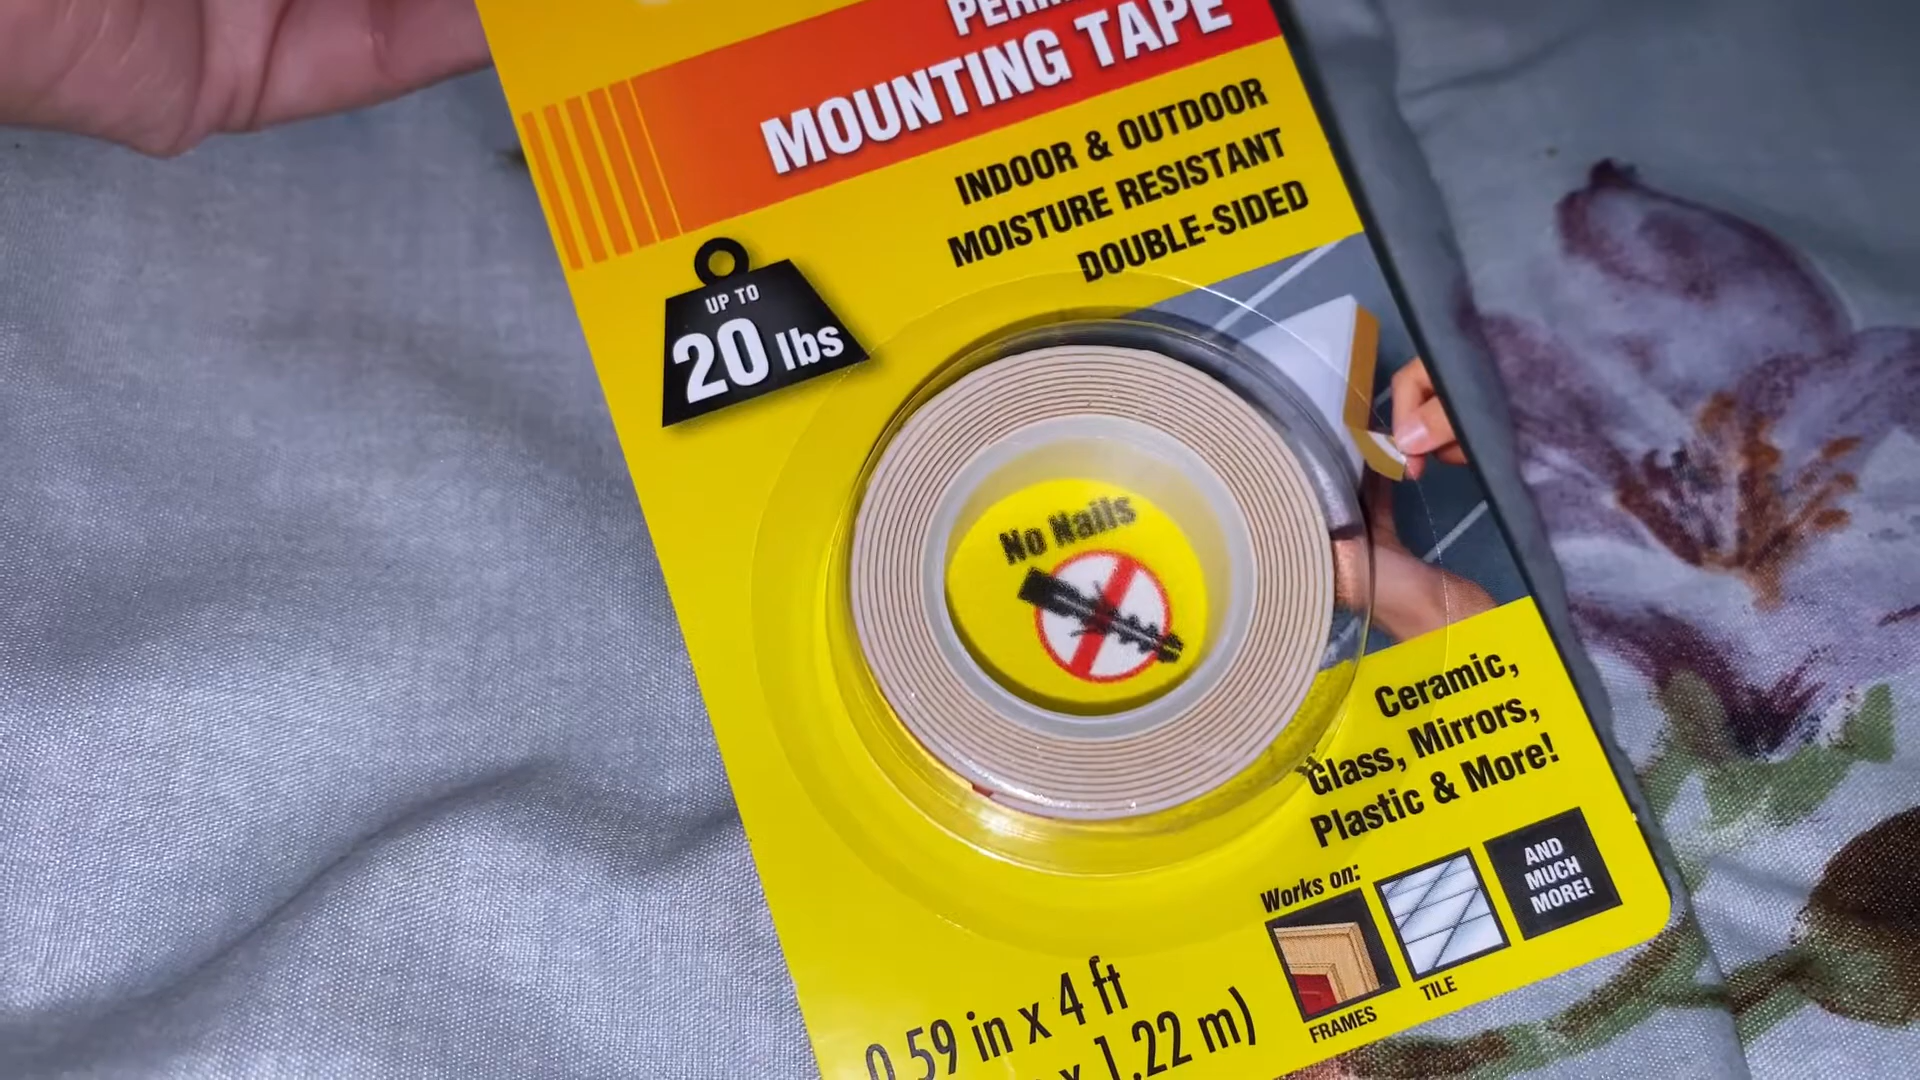 MOUNTING TAPE
INDOOR & OUTDOOR
MOISTURE RESISTANT
DOUBLE-SIDED
UP TO
20 lbs
No Nails
Ceramic,
Glass, Mirrors,
Plastic & More!
Works on:
FRAMES
TILE
AND
MUCH
MORE!
0.59 in x 4 ft
x 1.22 m)